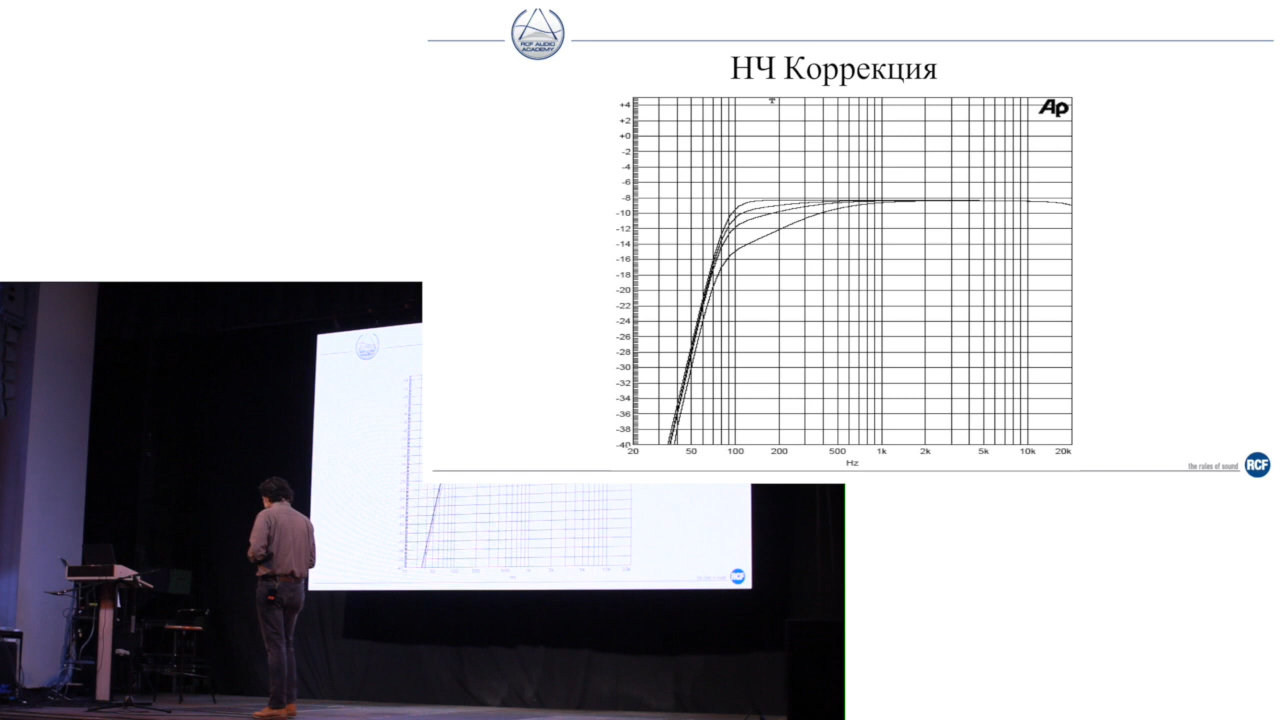 RCF AUDIO
ACADEMY
НЧ Коррекция
Ap
T
+4
+2
+0
-2
-4
-6
-8
-10
-12
-14
-16
-18
-20
-22
-24
-26
-28
-30
-32
-34
-36
-38
-40
20 50 100 200 500 1k 2k 5k 10k 20k
Hz
the rules of sound RCF
RCF